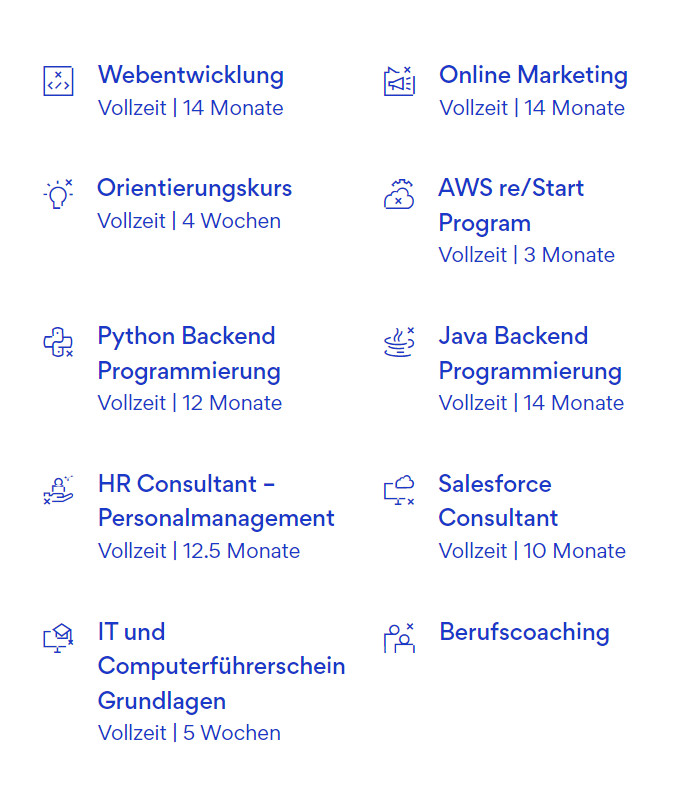 Webentwicklung
Vollzeit | 14 Monate
Online Marketing
Vollzeit | 14 Monate
Orientierungskurs
Vollzeit | 4 Wochen
AWS re/Start
Program
Vollzeit | 3 Monate
Python Backend
Programmierung
Vollzeit | 12 Monate
Java Backend
Programmierung
Vollzeit | 14 Monate
HR Consultant –
Personalmanagement
Vollzeit | 12.5 Monate
Salesforce
Consultant
Vollzeit | 10 Monate
IT und
Computerführerschein
Grundlagen
Vollzeit | 5 Wochen
Berufscoaching